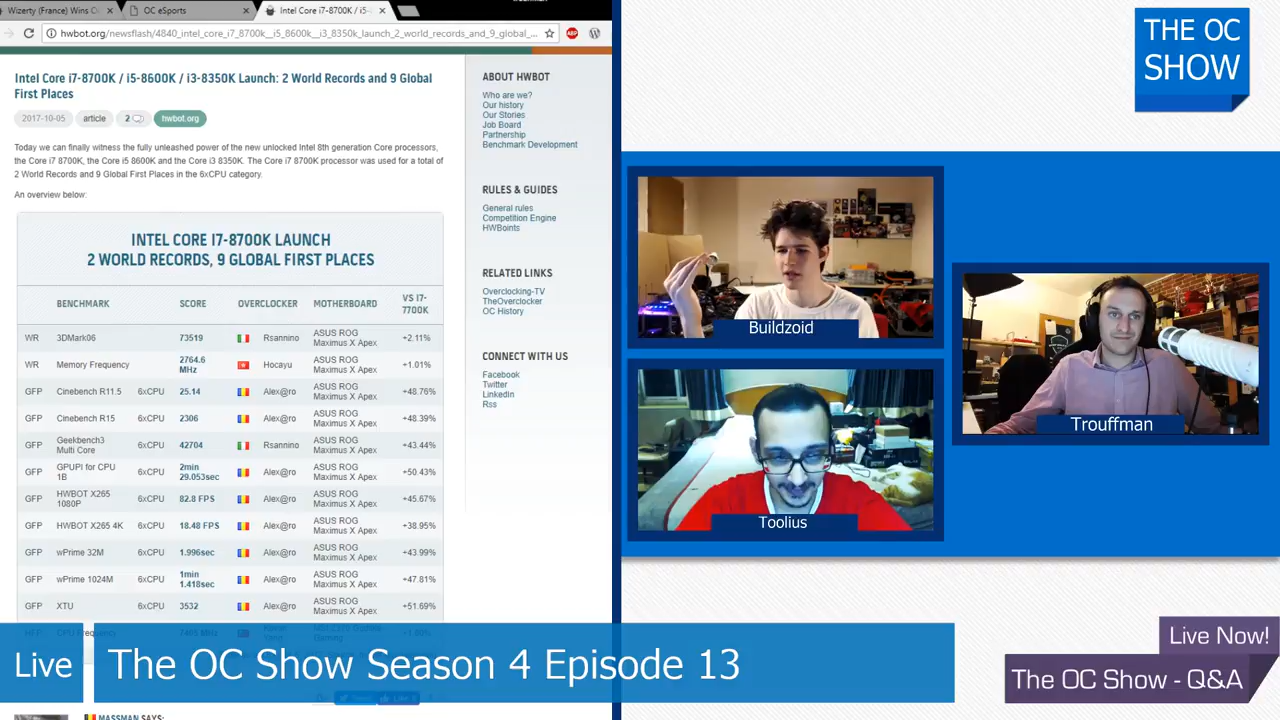 Wizerty (France) Wins O
OC eSports
Intel Core i7-8700K / i5-
hwbot.org/newsflash/4840_intel_core_i7_8700k__i5_8600k__i3_8350k_launch_2_world_records_and_9_global_...
ABP
Intel Core i7-8700K / i5-8600K / i3-8350K Launch: 2 World Records and 9 Global
First Places
2017-10-05
article
2
hwbot.org
Today we can finally witness the fully unleashed power of the new unlocked Intel 8th generation Core processors,
the Core i7 8700K, the Core i5 8600K and the Core i3 8350K. The Core i7 8700K processor was used for a total of
2 World Records and 9 Global First Places in the 6xCPU category.
An overview below:
INTEL CORE I7-8700K LAUNCH
2 WORLD RECORDS, 9 GLOBAL FIRST PLACES
BENCHMARK SCORE OVERCLOCKER MOTHERBOARD VS I7-
7700K
WR 3DMark06 73519 Rsannino ASUS ROG
Maximus X Apex +2.11%
WR Memory Frequency 2764.6
MHz Hocayu ASUS ROG
Maximus X Apex +1.01%
GFP Cinebench R11.5 6xCPU 25.14 Alex@ro ASUS ROG
Maximus X Apex +48.76%
GFP Cinebench R15 6xCPU 2306 Alex@ro ASUS ROG
Maximus X Apex +48.39%
GFP Geekbench3
Multi Core 6xCPU 42704 Rsannino ASUS ROG
Maximus X Apex +43.44%
GFP GPUPI for CPU
1B 6xCPU 2min
29.053sec Alex@ro ASUS ROG
Maximus X Apex +50.43%
GFP HWBOT X265
1080P 6xCPU 82.8 FPS Alex@ro ASUS ROG
Maximus X Apex +45.67%
GFP HWBOT X265 4K 6xCPU 18.48 FPS Alex@ro ASUS ROG
Maximus X Apex +38.95%
GFP wPrime 32M 6xCPU 1.996sec Alex@ro ASUS ROG
Maximus X Apex +43.99%
GFP wPrime 1024M 6xCPU 1min
1.418sec Alex@ro ASUS ROG
Maximus X Apex +47.81%
GFP XTU 6xCPU 3532 Alex@ro ASUS ROG
Maximus X Apex +51.69%
CPU Frequency
MASSMAN SAYS:
ABOUT HWBOT
Who are we?
Our history
Our Stories
Job Board
Partnership
Benchmark Development
RULES & GUIDES
General rules
Competition Engine
HWBoints
RELATED LINKS
Overclocking-TV
TheOverclocker
OC History
CONNECT WITH US
Facebook
Twitter
LinkedIn
Rss
THE OC
SHOW
Buildzoid
Trouffman
Toolius
Live
The OC Show Season 4 Episode 13
Live Now!
The OC Show - Q&A